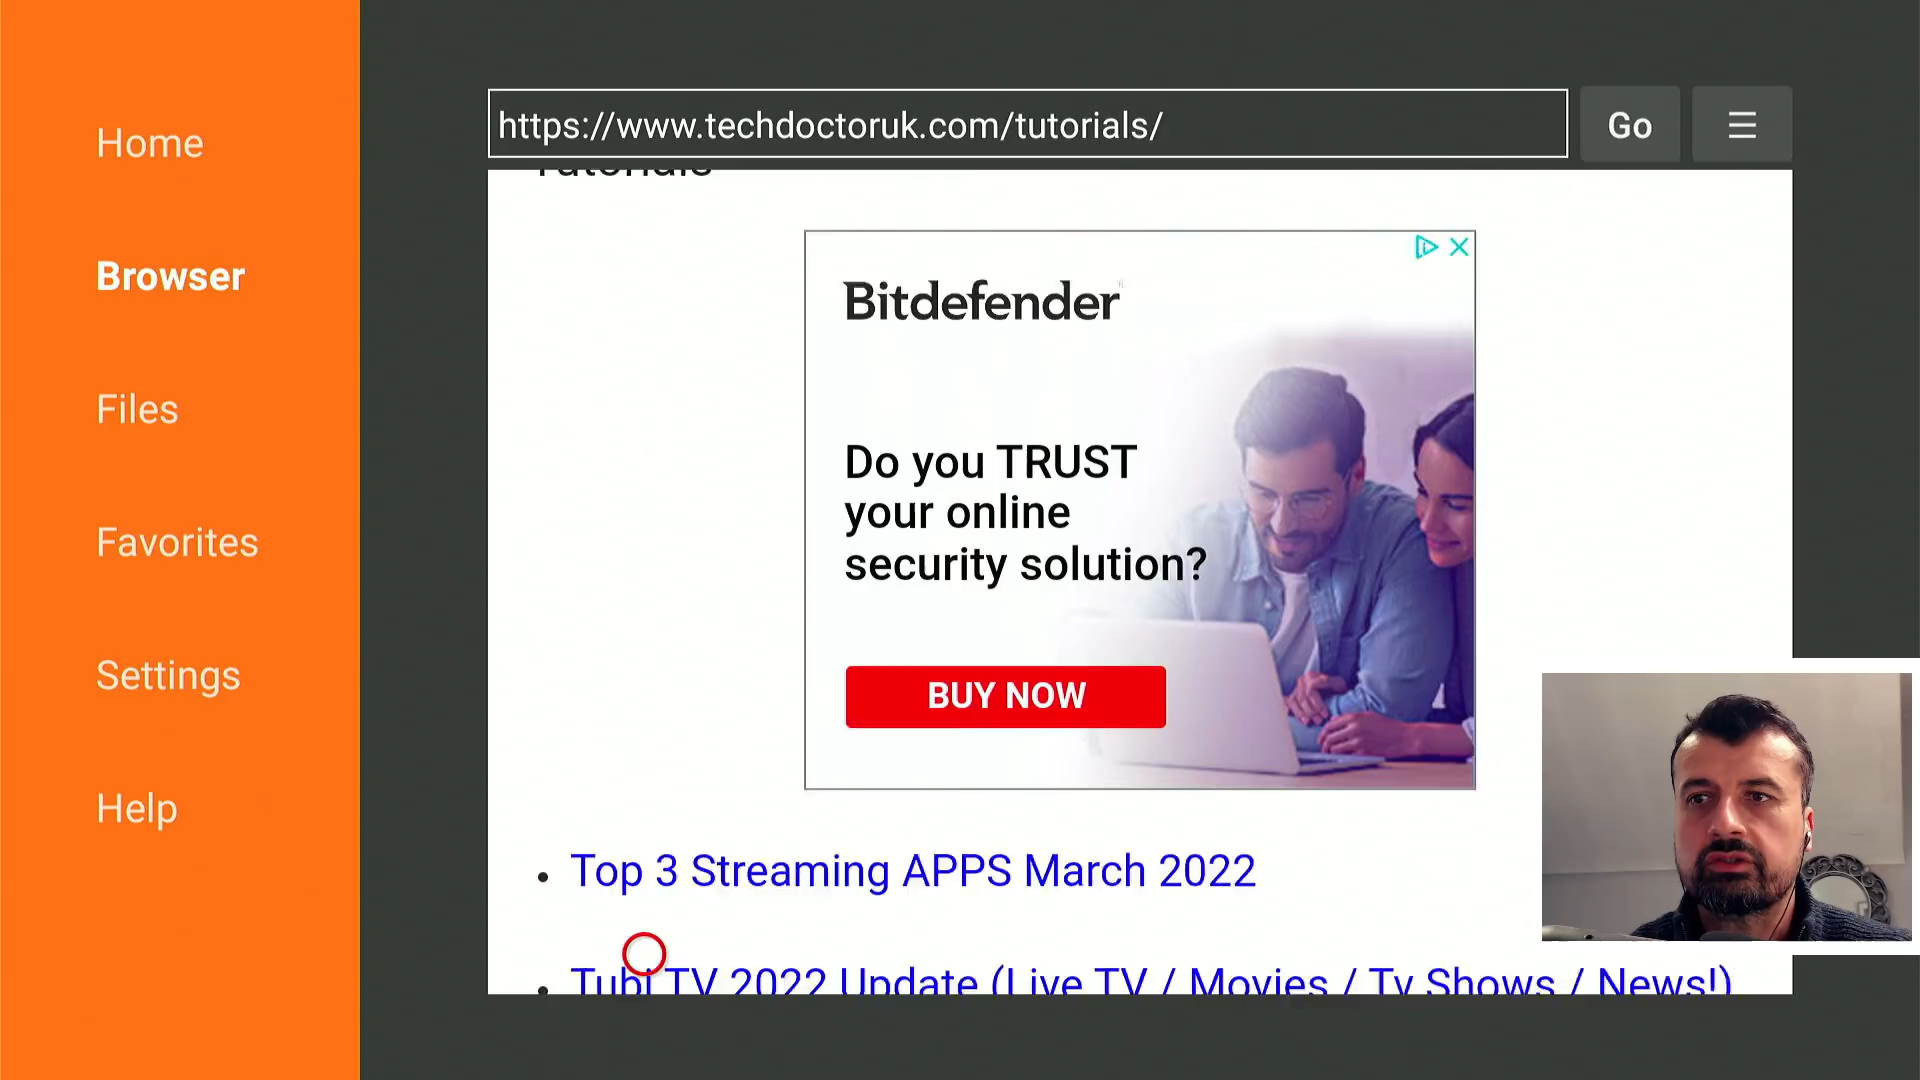 Home
Browser
Files
Favorites
Settings
Help
https://www.techdoctoruk.com/tutorials/
Go
Tutorials
Bitdefender
Do you TRUST
your online
security solution?
BUY NOW
Top 3 Streaming APPS March 2022
Tubi TV 2022 Update (Live TV / Movies / Tv Shows / News!)